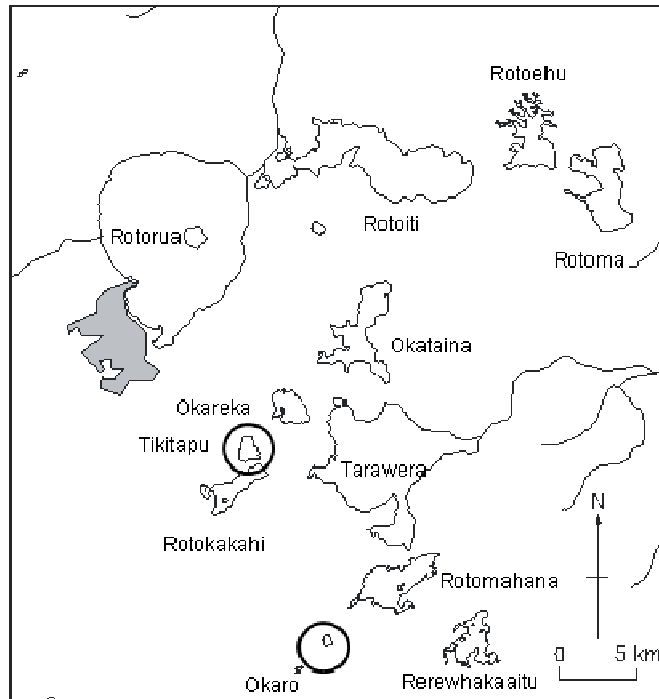 Rotoehu
Rotorua
Rotoiti
Rotoma
Okataina
Okareka
Tikitapu
Tarawera
N
Rotokakahi
Rotomahana
0 5 km
Okaro
Rerewhakaaitu